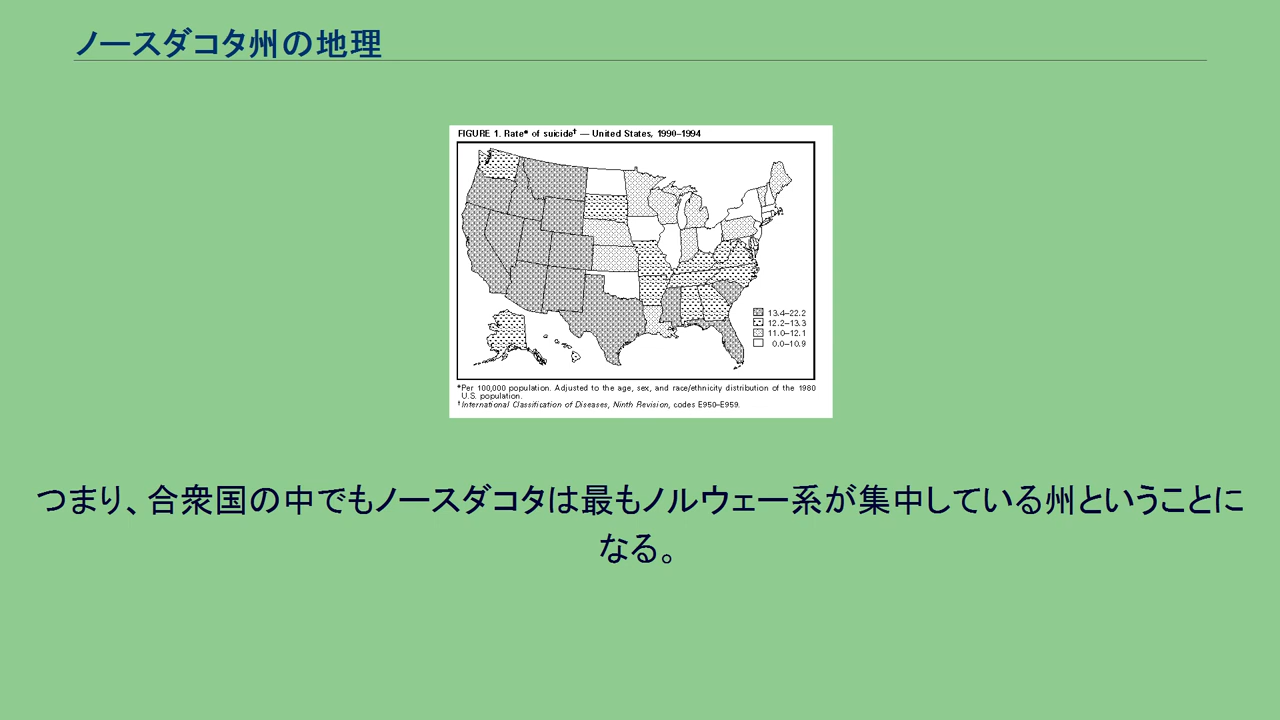 ノースダコタ州の地理
FIGURE 1. Rate* of suicide† — United States, 1990–1994
13.4–22.2
12.2–13.3
11.0–12.1
0.0–10.9
*Per 100,000 population. Adjusted to the age, sex, and race/ethnicity distribution of the 1980
U.S. population.
†International Classification of Diseases, Ninth Revision, codes E950–E959.
つまり、合衆国の中でもノースダコタは最もノルウェー系が集中している州ということに
なる。